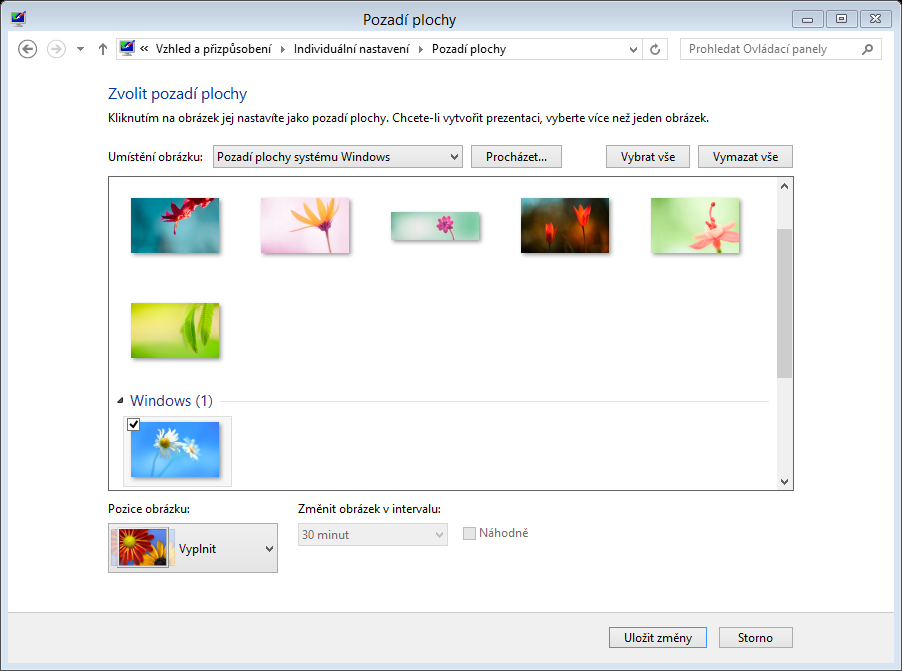 Pozadí plochy
« Vzhled a přizpůsobení Individuální nastavení Pozadí plochy
Prohledat Ovládací panely
Zvolit pozadí plochy
Kliknutím na obrázek jej nastavíte jako pozadí plochy. Chcete-li vytvořit prezentaci, vyberte více než jeden obrázek.
Umístění obrázku: Pozadí plochy systému Windows Procházet... Vybrat vše Vymazat vše
Windows (1)
Pozice obrázku: Změnit obrázek v intervalu:
Vyplnit 30 minut Náhodně
Uložit změny Storno